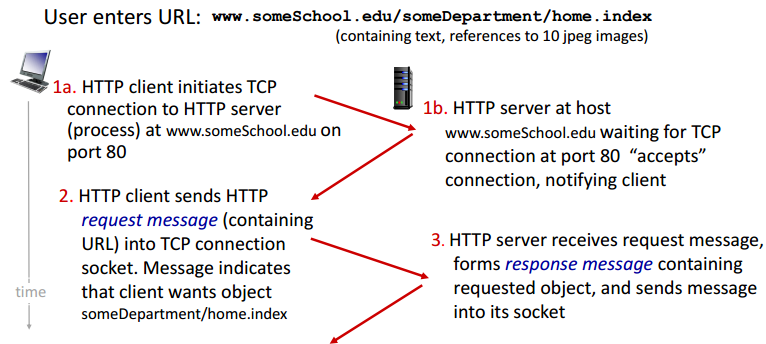 User enters URL: www.someSchool.edu/someDepartment/home.index
(containing text, references to 10 jpeg images)
1a. HTTP client initiates TCP
connection to HTTP server
(process) at www.someSchool.edu on
port 80
1b. HTTP server at host
www.someSchool.edu waiting for TCP
connection at port 80 “accepts”
connection, notifying client
2. HTTP client sends HTTP
request message (containing
URL) into TCP connection
socket. Message indicates
that client wants object
someDepartment/home.index
3. HTTP server receives request message,
forms response message containing
requested object, and sends message
into its socket
time